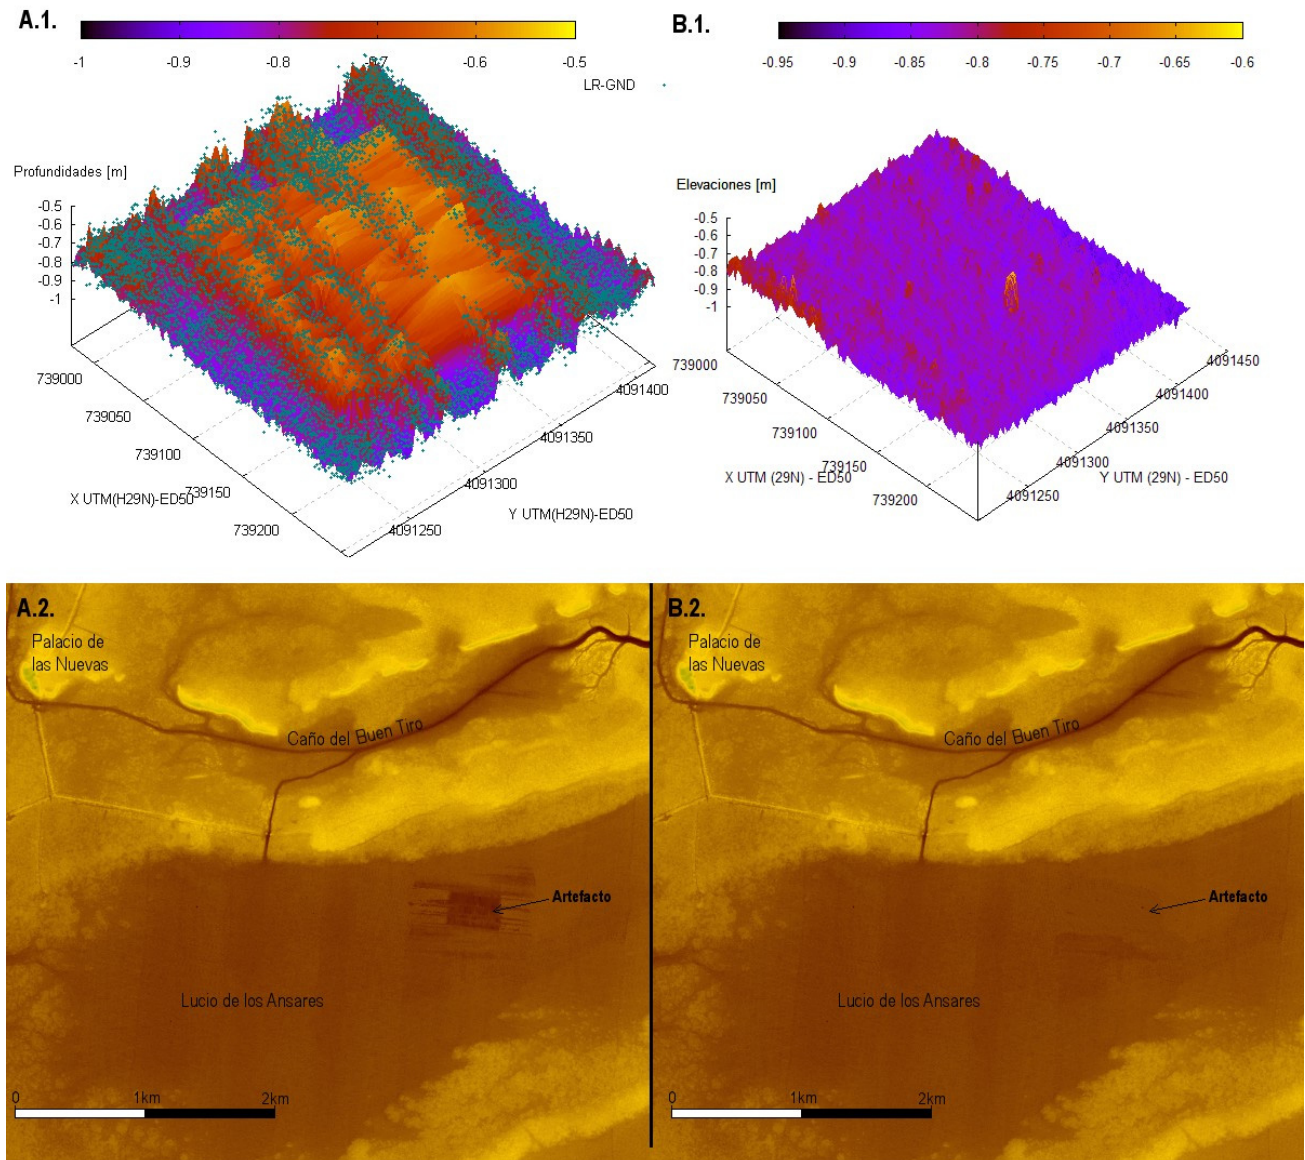 A.1.
-1 -0.9 -0.8 -0.7 -0.6 -0.5
LR-GND
Profundidades [m]
-0.5
-0.6
-0.7
-0.8
-0.9
-1
739000
739050
739100
739150
739200
X UTM(H29N)-ED50
4091400
4091350
4091300
4091250
Y UTM(H29N)-ED50
B.1.
-0.95 -0.9 -0.85 -0.8 -0.75 -0.7 -0.65 -0.6
Elevaciones [m]
-0.5
-0.6
-0.7
-0.8
-0.9
-1
739000
739050
739100
739150
739200
X UTM (29N) - ED50
4091450
4091400
4091350
4091300
4091250
Y UTM (29N) - ED50
A.2.
Palacio de
las Nuevas
Caño del Buen Tiro
Artefacto
Lucio de los Ansares
0 1km 2km
B.2.
Palacio de
las Nuevas
Caño del Buen Tiro
Artefacto
Lucio de los Ansares
0 1km 2km